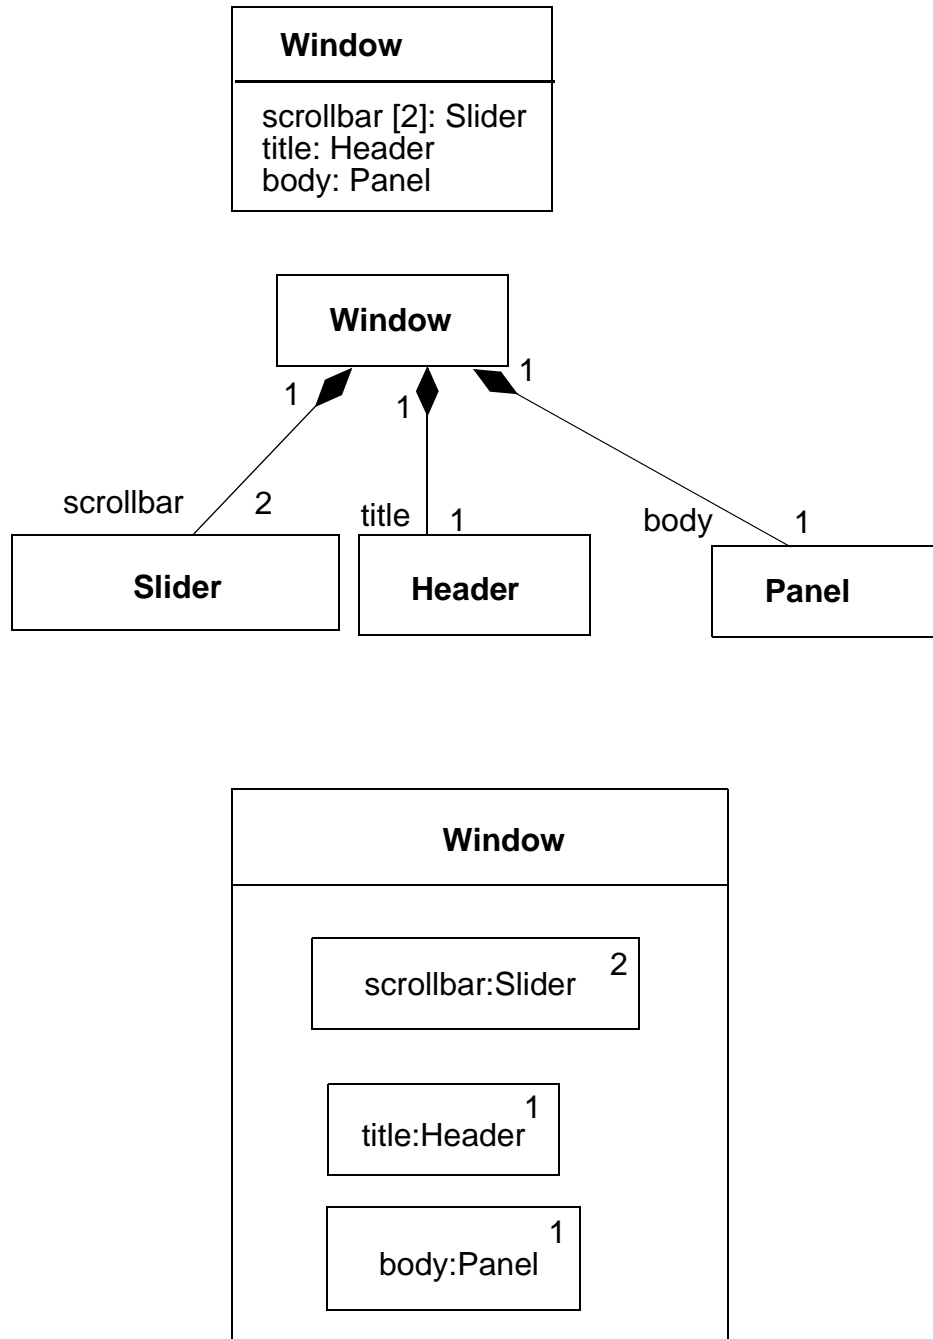 Window
scrollbar [2]: Slider
title: Header
body: Panel
Window
1
1
1
scrollbar
2
title
1
body
1
Slider
Header
Panel
Window
scrollbar:Slider
2
title:Header
1
body:Panel
1